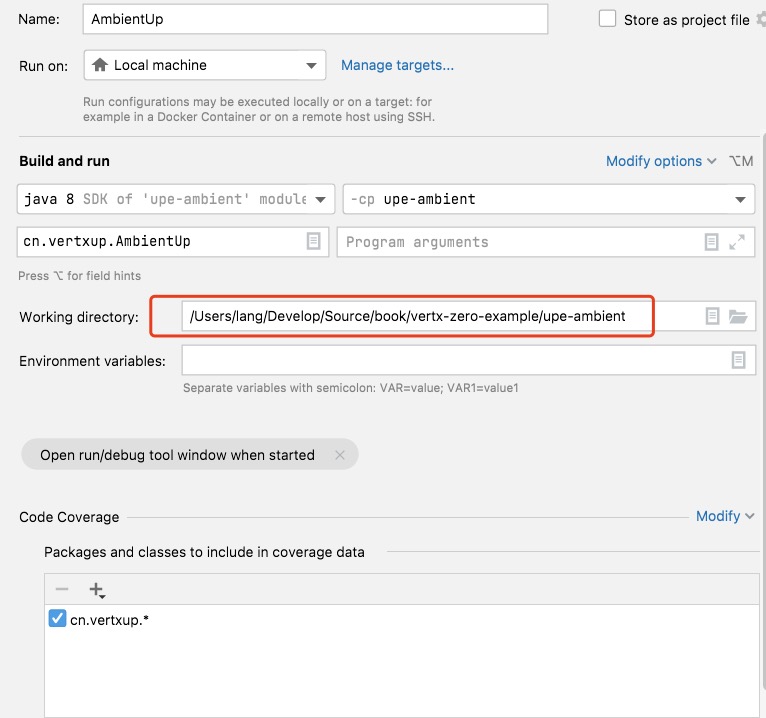 Name:
AmbientUp
Store as project file
Run on:
Local machine
Manage targets...
Run configurations may be executed locally or on a target: for
example in a Docker Container or on a remote host using SSH.
Build and run
Modify options
⌥M
java 8 SDK of 'upe-ambient' module
-cp upe-ambient
cn.vertxup.AmbientUp
Program arguments
Press ⌥ for field hints
Working directory:
/Users/lang/Develop/Source/book/vertx-zero-example/upe-ambient
Environment variables:
Separate variables with semicolon: VAR=value; VAR1=value1
Open run/debug tool window when started
Code Coverage
Modify
Packages and classes to include in coverage data
cn.vertxup.*